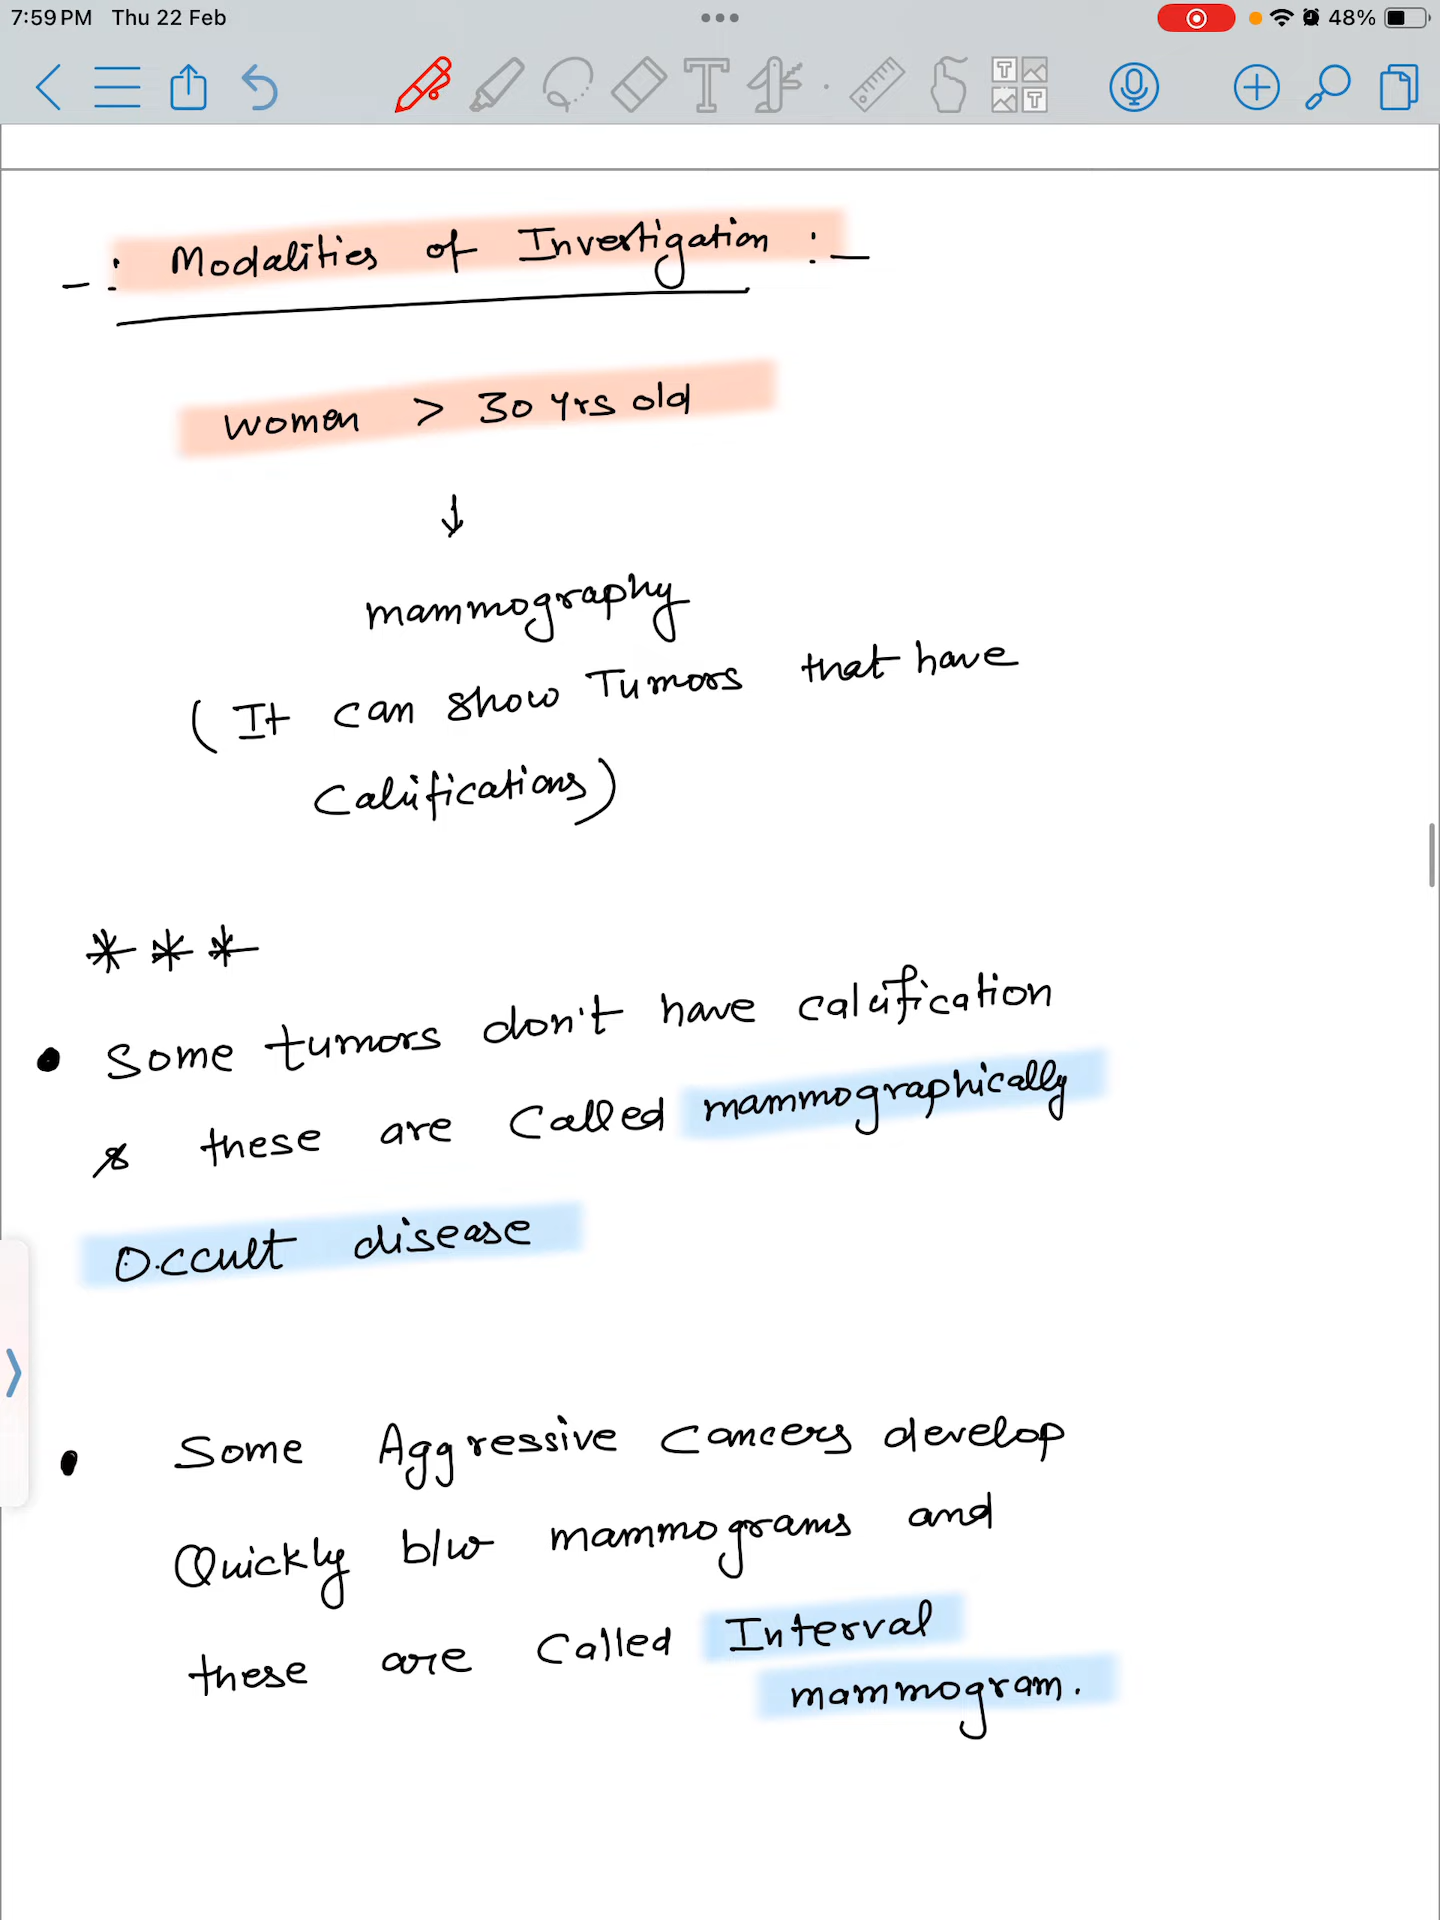 7:59 PM Thu 22 Feb
48%
-: Modalities of Investigation :-
women > 30 yrs old
↓
mammography
(It can show Tumors that have
Calcifications)
***
• Some tumors don't have calcification
& these are Called mammographically
Occult disease
• Some Aggressive Cancers develop
Quickly b/w mammograms and
these are Called Interval
mammogram.